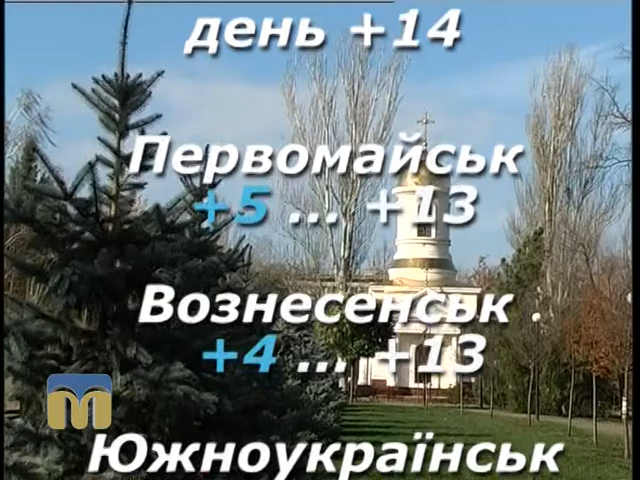 день +14
Первомайськ
+5 ... +13
Вознесенськ
+4 ... +13
Южноукраїнськ